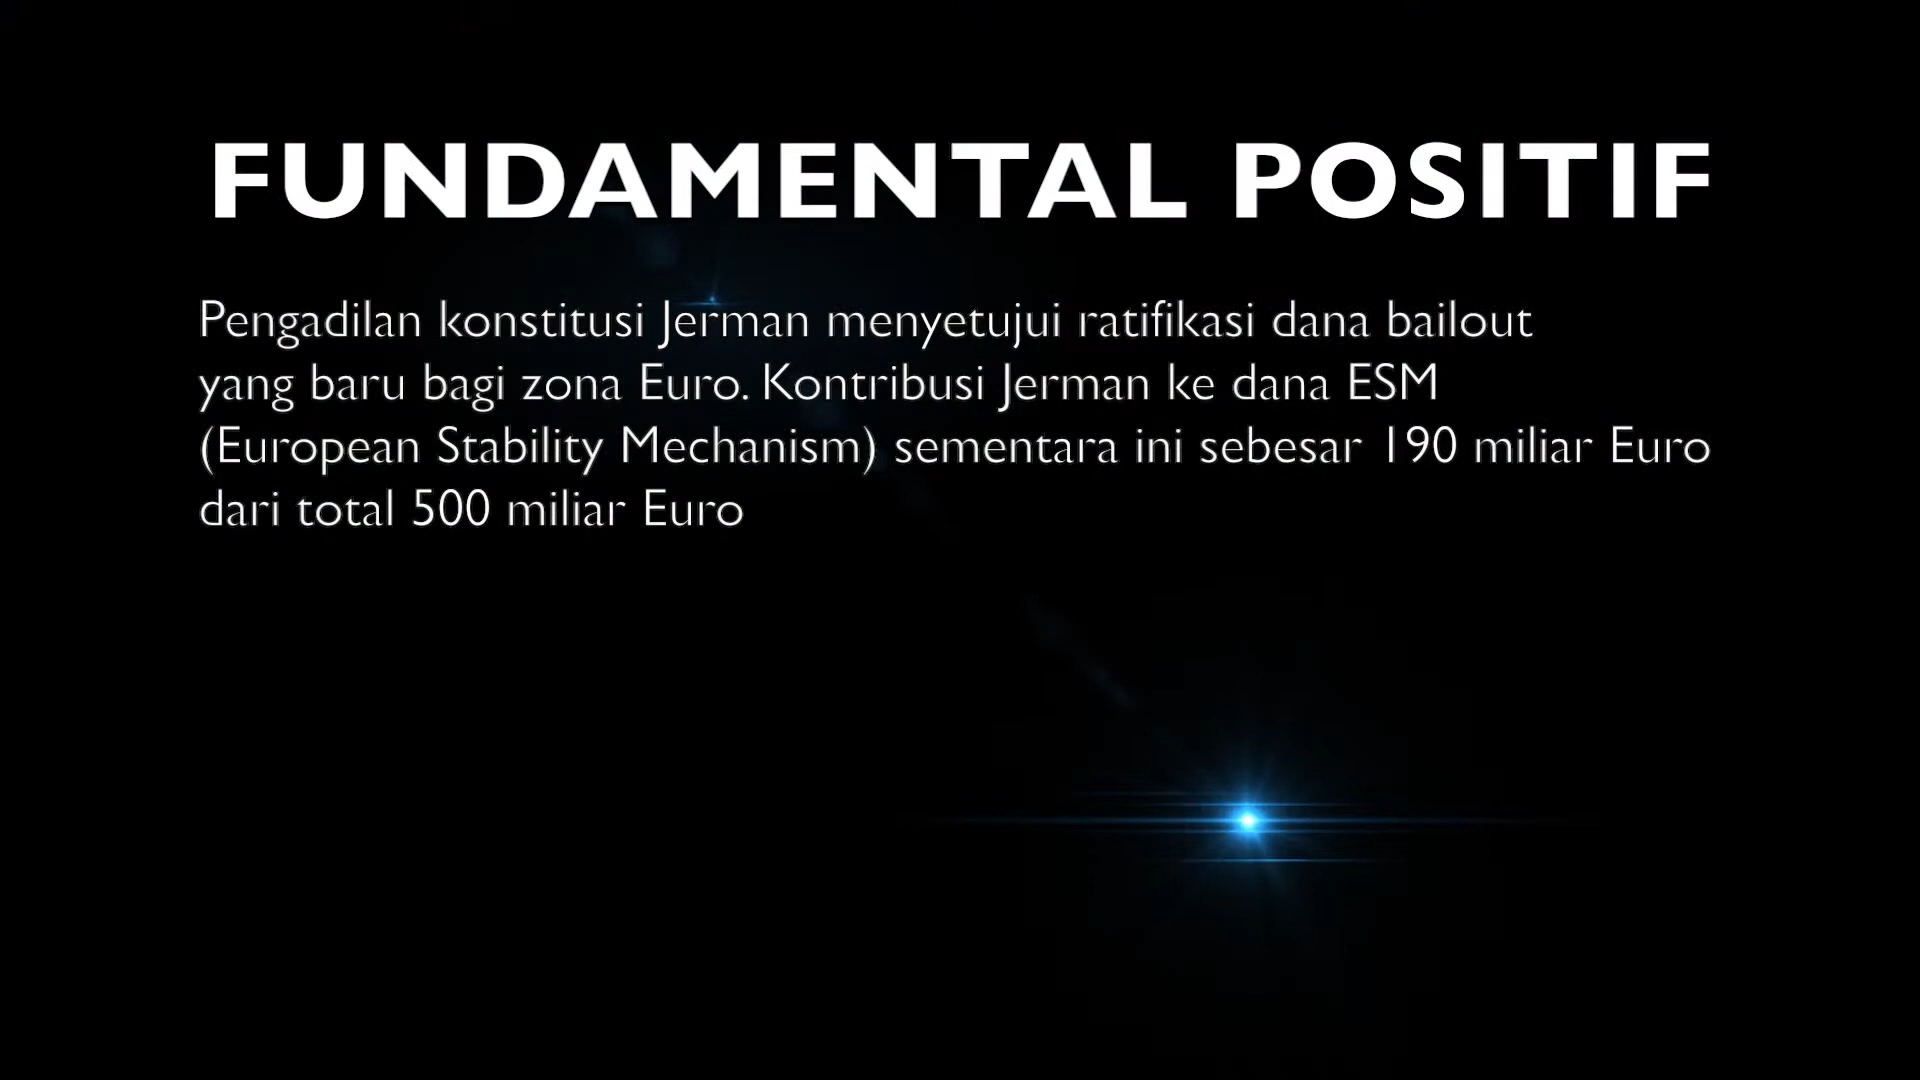 FUNDAMENTAL POSITIF
Pengadilan konstitusi Jerman menyetujui ratifikasi dana bailout
yang baru bagi zona Euro. Kontribusi Jerman ke dana ESM
(European Stability Mechanism) sementara ini sebesar 190 miliar Euro
dari total 500 miliar Euro